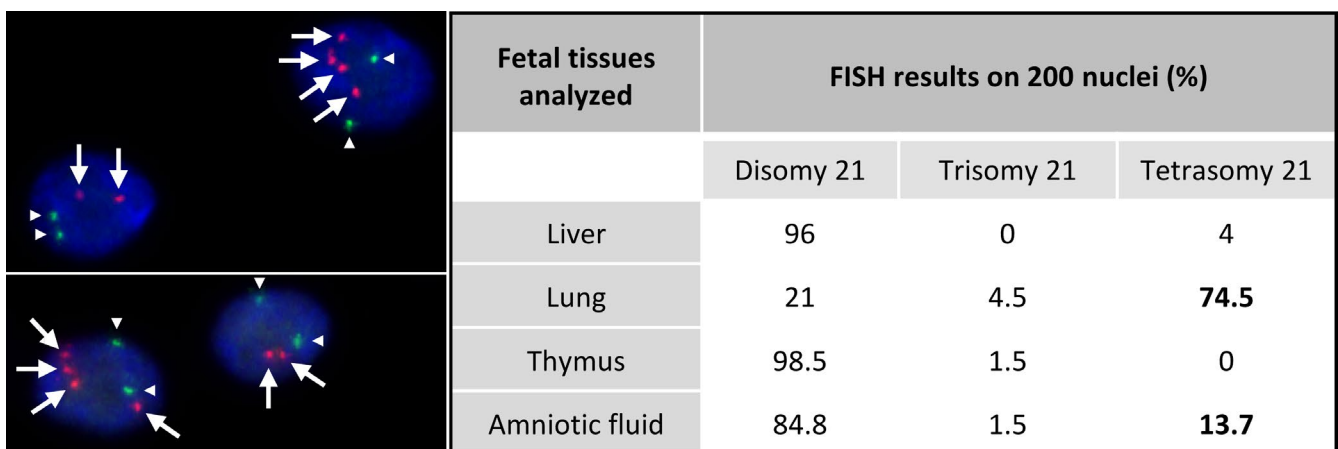 Fetal tissues analyzed FISH results on 200 nuclei (%)
Disomy 21 Trisomy 21 Tetrasomy 21
Liver 96 0 4
Lung 21 4.5 74.5
Thymus 98.5 1.5 0
Amniotic fluid 84.8 1.5 13.7